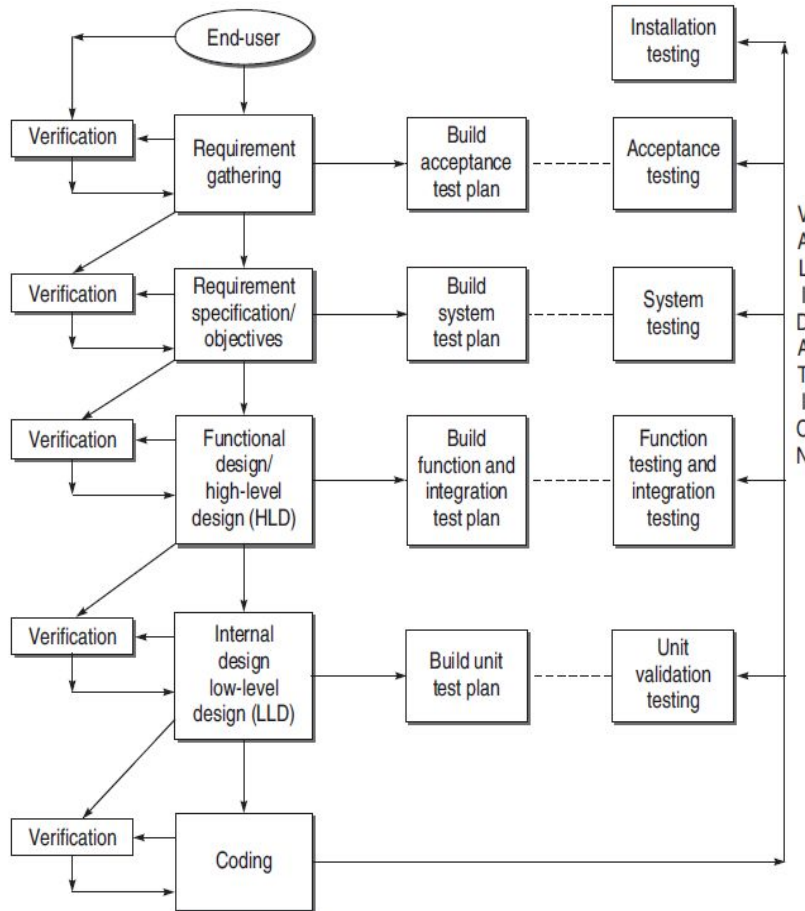 End-user
Installation
testing
Verification
Requirement
gathering
Build
acceptance
test plan
Acceptance
testing
Verification
Requirement
specification/
objectives
Build
system
test plan
System
testing
Verification
Functional
design/
high-level
design (HLD)
Build
function and
integration
test plan
Function
testing and
integration
testing
Verification
Internal
design
low-level
design (LLD)
Build unit
test plan
Unit
validation
testing
Verification
Coding
V
A
L
I
D
A
T
I
O
N